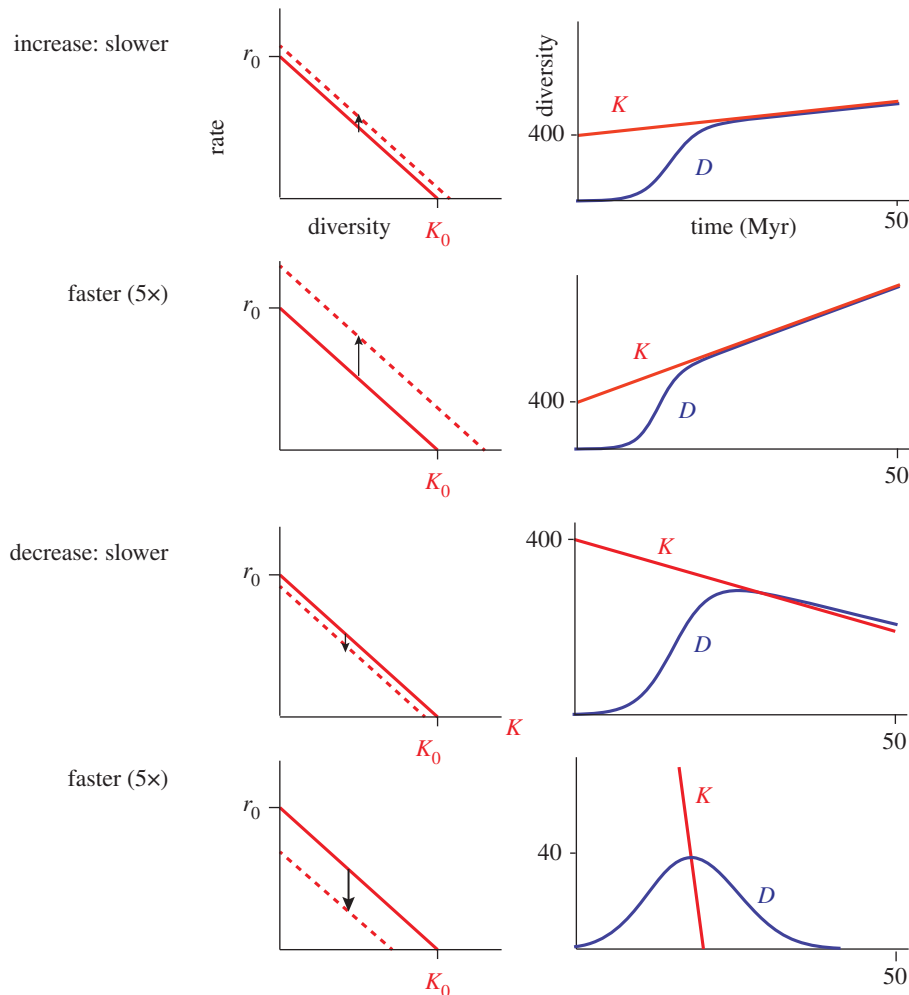 increase: slower
r0
rate
diversity
K0
diversity
400
K
D
time (Myr)
50
faster (5×)
r0
K0
400
K
D
50
decrease: slower
r0
K0
K
400
K
D
50
faster (5×)
r0
K0
40
K
D
50